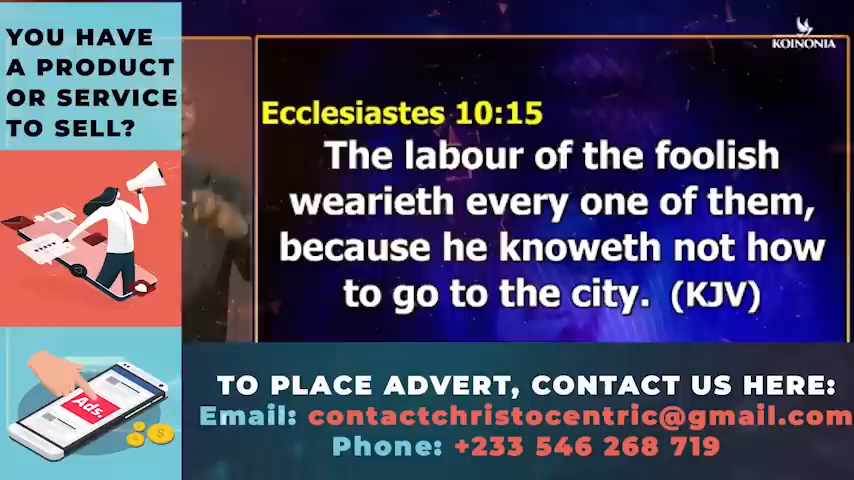 YOU HAVE
A PRODUCT
OR SERVICE
TO SELL?
KOINONIA
Ecclesiastes 10:15
The labour of the foolish
wearieth every one of them,
because he knoweth not how
to go to the city. (KJV)
Ads.
TO PLACE ADVERT, CONTACT US HERE:
Email: contactchristocentric@gmail.com
Phone: +233 546 268 719